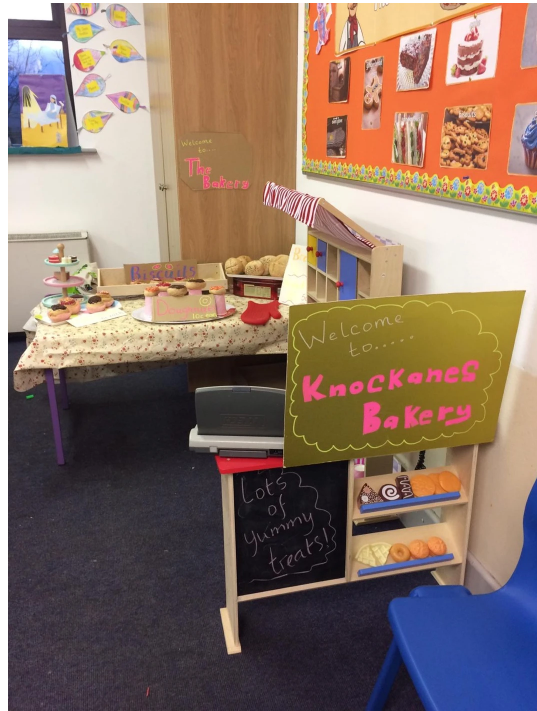 Welcome
to....
The
Bakery
Biscuits
Welcome
to.....
Knockanes
Bakery
Lots
of
yummy
treats!